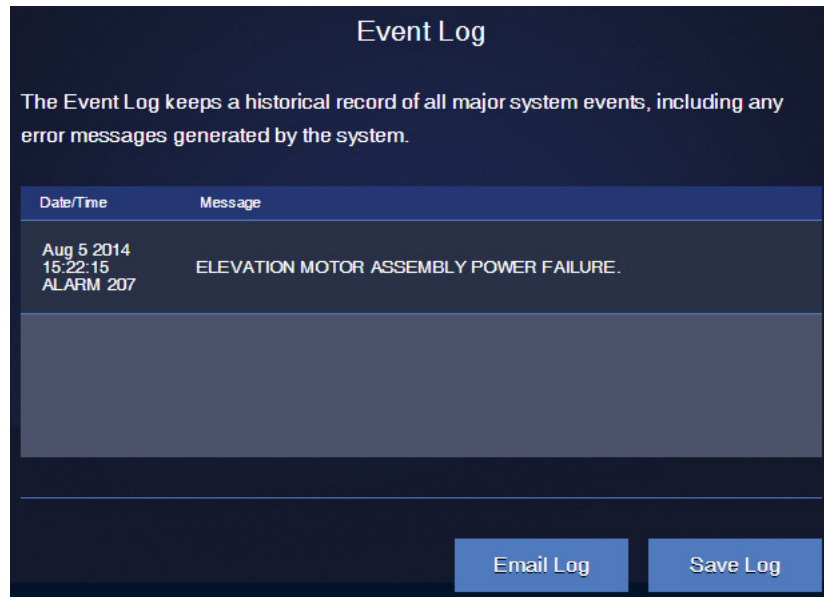 Event Log
The Event Log keeps a historical record of all major system events, including any
error messages generated by the system.
Date/Time Message
Aug 5 2014
15:22:15
ALARM 207
ELEVATION MOTOR ASSEMBLY POWER FAILURE.
Email Log Save Log